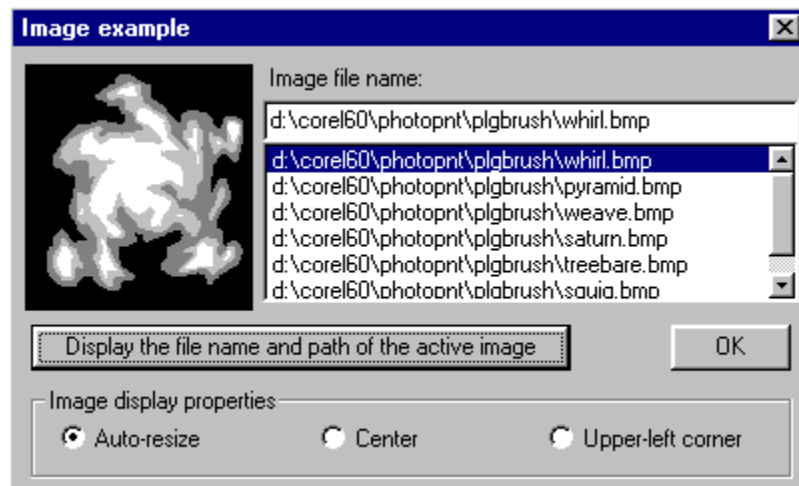 Image example
Image file name:
d:\corel60\photopnt\plgbrush\whirl.bmp
d:\corel60\photopnt\plgbrush\whirl.bmp
d:\corel60\photopnt\plgbrush\pyramid.bmp
d:\corel60\photopnt\plgbrush\weave.bmp
d:\corel60\photopnt\plgbrush\saturn.bmp
d:\corel60\photopnt\plgbrush\treebare.bmp
d:\corel60\photopnt\plgbrush\squig.bmp
Display the file name and path of the active image
OK
Image display properties
Auto-resize
Center
Upper-left corner